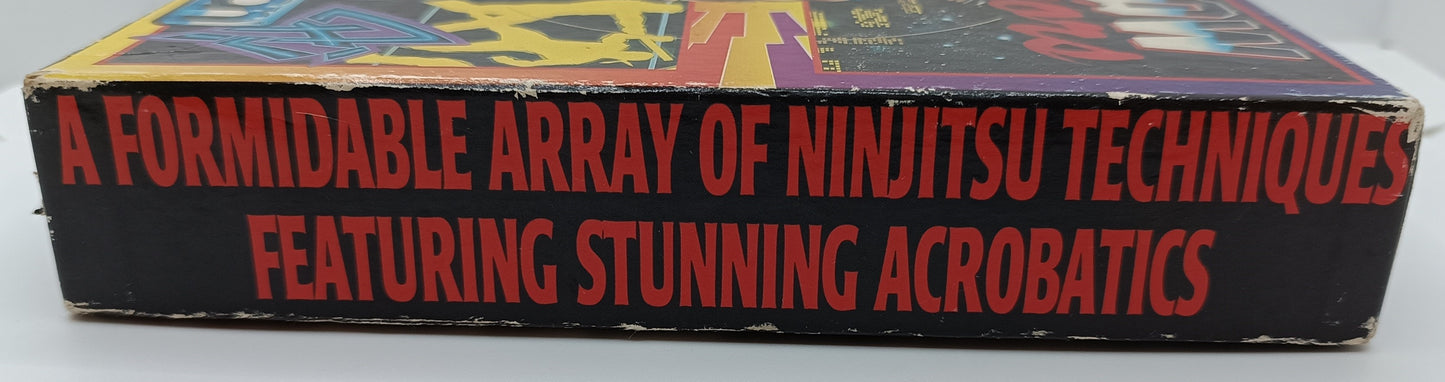 A FORMIDABLE ARRAY OF NINJITSU TECHNIQUES
FEATURING STUNNING ACROBATICS